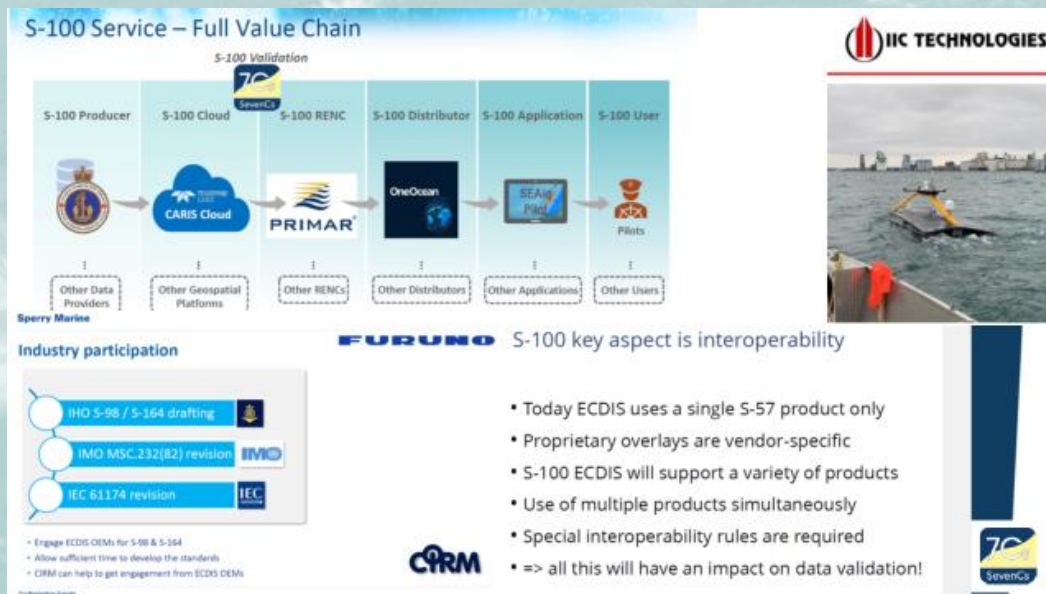 S-100 Service – Full Value Chain
S-100 Validation
7Cs
SevenCs
S-100 Producer
S-100 Cloud
S-100 RENC
S-100 Distributor
S-100 Application
S-100 User
CARIS Cloud
PRIMAR
OneOcean
SEAiq
Pilot
Pilots
Other Data
Providers
Other Geospatial
Platforms
Other RENCs
Other Distributors
Other Applications
Other Users
IIC TECHNOLOGIES
Sperry Marine
Industry participation
IHO S-98 / S-164 drafting
IMO MSC.232(82) revision
IMO
IEC 61174 revision
IEC
• Engage ECDIS OEMs for S-98 & S-164
• Allow sufficient time to develop the standards
• CIRM can help to get engagement from ECDIS OEMs
CIRM
FURUNO
S-100 key aspect is interoperability
• Today ECDIS uses a single S-57 product only
• Proprietary overlays are vendor-specific
• S-100 ECDIS will support a variety of products
• Use of multiple products simultaneously
• Special interoperability rules are required
• => all this will have an impact on data validation!
7Cs
SevenCs